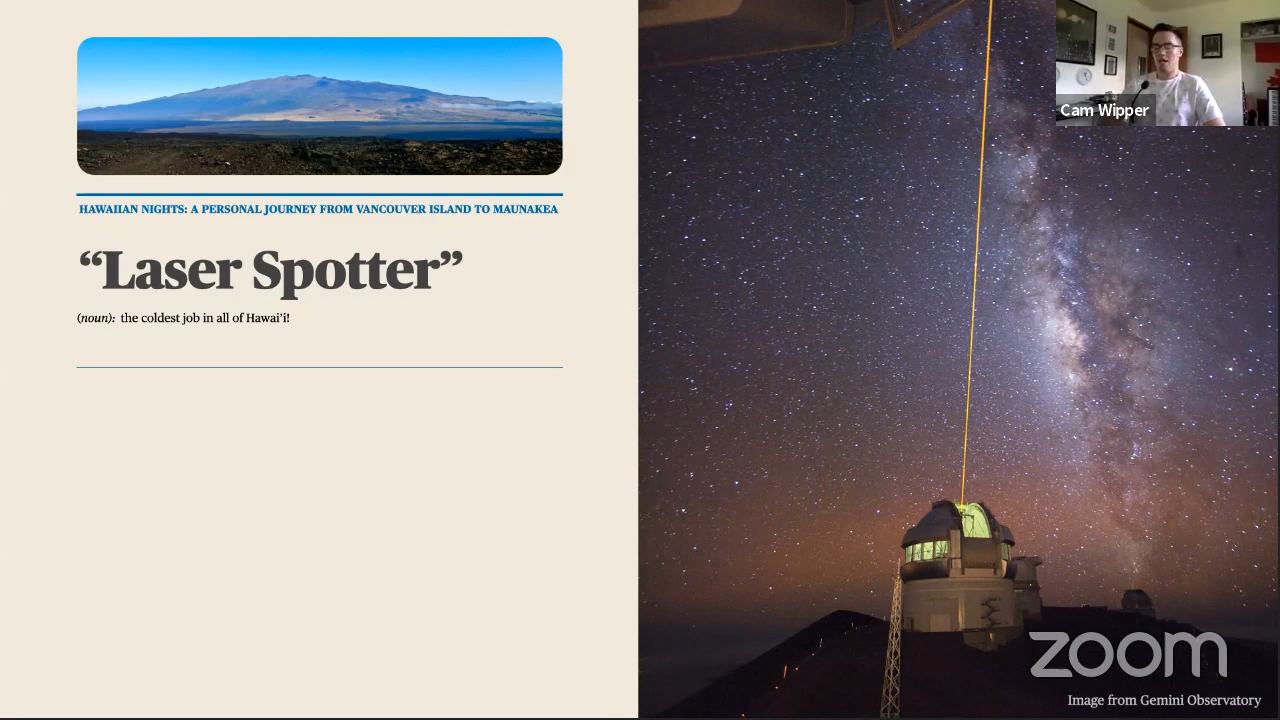 HAWAIIAN NIGHTS: A PERSONAL JOURNEY FROM VANCOUVER ISLAND TO MAUNAKEA
“Laser Spotter”
(noun): the coldest job in all of Hawai’i!
Cam Wipper
zoom
Image from Gemini Observatory